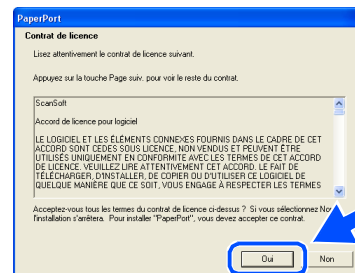 PaperPort
Contrat de licence
Lisez attentivement le contrat de licence suivant.
Appuyez sur la touche Page suiv. pour voir le reste du contrat.
ScanSoft
Accord de licence pour logiciel
LE LOGICIEL ET LES ÉLÉMENTS CONNEXES FOURNIS DANS LE CADRE DE CET
ACCORD SONT CEDES SOUS LICENCE, NON VENDUS ET PEUVENT ÊTRE
UTILISÉS UNIQUEMENT EN CONFORMITE AVEC LES TERMES DE CET ACCORD
DE LICENCE. VEUILLEZ LIRE ATTENTIVEMENT CET ACCORD. LE FAIT DE
TÉLÉCHARGER, D'INSTALLER, DE COPIER OU D'UTILISER CE LOGICIEL DE
QUELQUE MANIÈRE QUE CE SOIT, VOUS ENGAGE À RESPECTER LES TERMES
Acceptez-vous tous les termes du contrat de licence ci-dessus ? Si vous sélectionnez No
l'installation s'arrêtera. Pour installer "PaperPort", vous devez accepter ce contrat.
Oui
Non